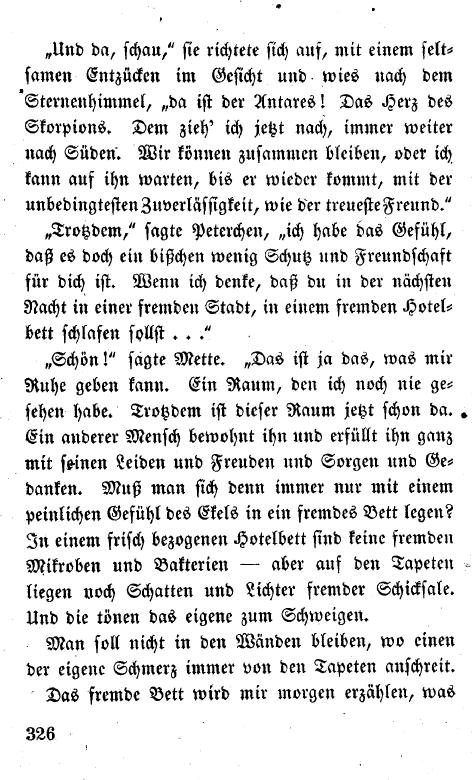 „Und da, schau,“ sie richtete sich auf, mit einem selt-
samen Entzücken im Gesicht und wies nach dem
Sternenhimmel, „da ist der Antares! Das Herz des
Skorpions. Dem zieh' ich jetzt nach, immer weiter
nach Süden. Wir können zusammen bleiben, oder ich
kann auf ihn warten, bis er wieder kommt, mit der
unbedingtesten Zuverlässigkeit, wie der treueste Freund.“
„Trotzdem,“ sagte Peterchen, „ich habe das Gefühl,
daß es doch ein bißchen wenig Schutz und Freundschaft
für dich ist. Wenn ich denke, daß du in der nächsten
Nacht in einer fremden Stadt, in einem fremden Hotel-
bett schlafen sollst . . .“
„Schön!“ sagte Mette. „Das ist ja das, was mir
Ruhe geben kann. Ein Raum, den ich noch nie ge-
sehen habe. Trotzdem ist dieser Raum jetzt schon da.
Ein anderer Mensch bewohnt ihn und erfüllt ihn ganz
mit seinen Leiden und Freuden und Sorgen und Ge-
danken. Muß man sich denn immer nur mit einem
peinlichen Gefühl des Ekels in ein fremdes Bett legen?
In einem frisch bezogenen Hotelbett sind keine fremden
Mikroben und Bakterien — aber auf den Tapeten
liegen noch Schatten und Lichter fremder Schicksale.
Und die tönen das eigene zum Schweigen.
Man soll nicht in den Wänden bleiben, wo einen
der eigene Schmerz immer von den Tapeten anschreit.
Das fremde Bett wird mir morgen erzählen, was
326